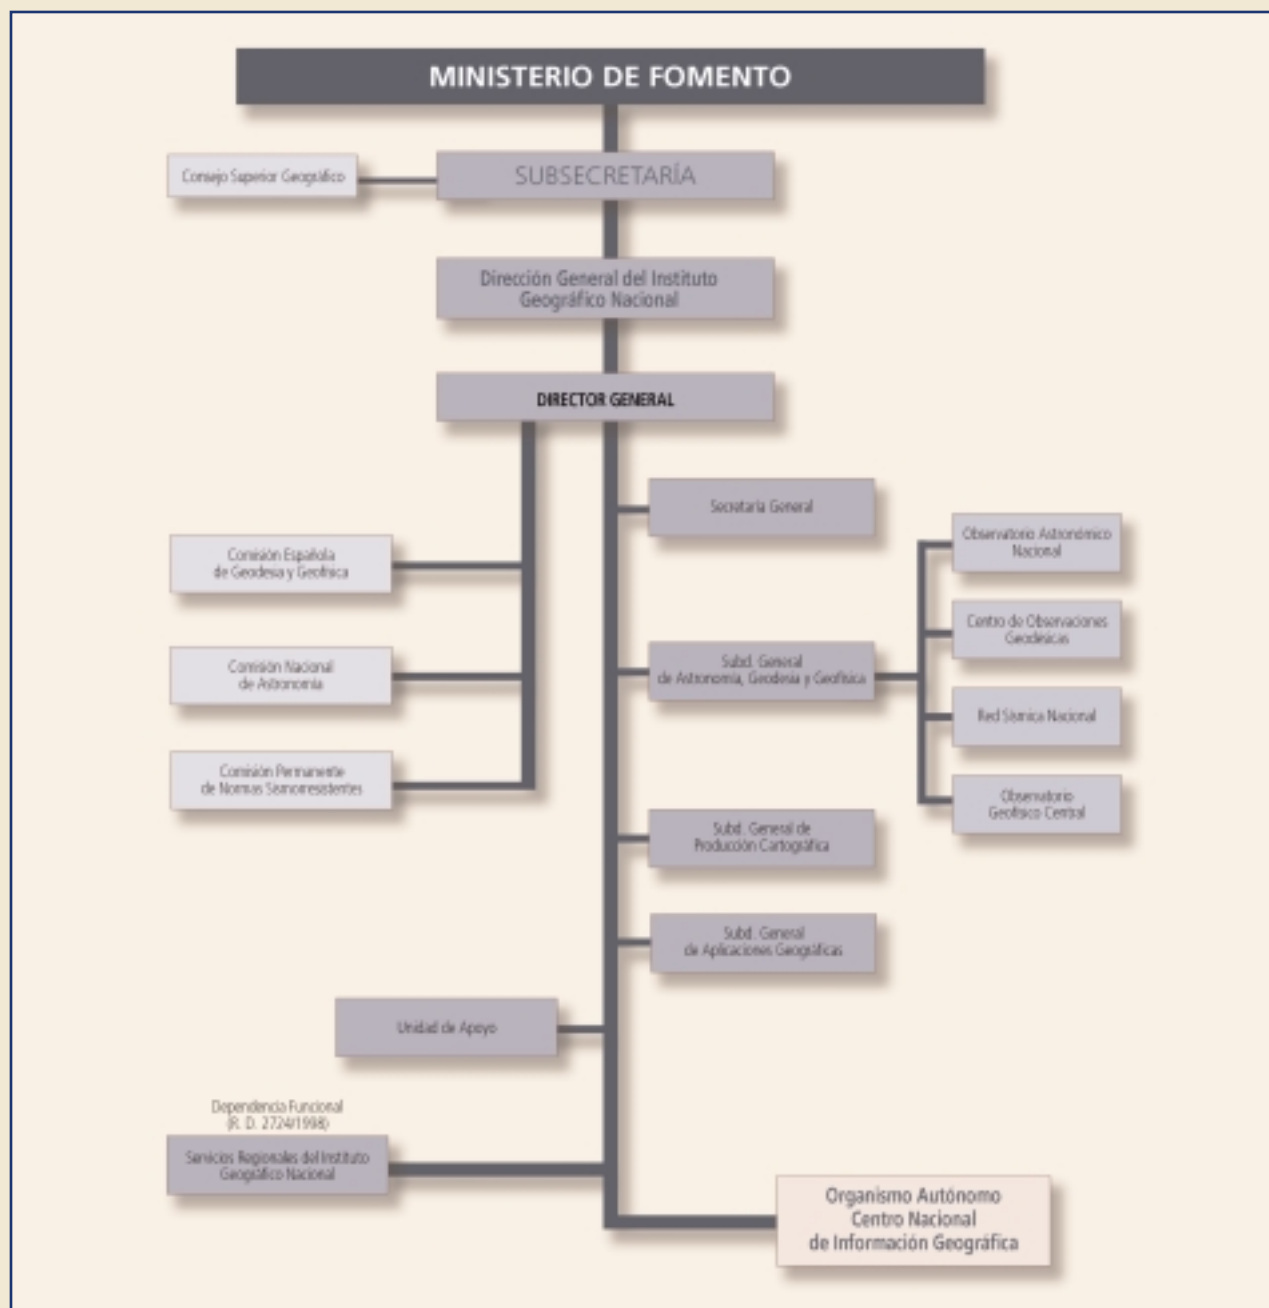 MINISTERIO DE FOMENTO
Consejo Superior Geográfico
SUBSECRETARÍA
Dirección General del Instituto
Geográfico Nacional
DIRECTOR GENERAL
Secretaría General
Comisión Española
de Geodesia y Geofísica
Comisión Nacional
de Astronomía
Comisión Permanente
de Normas Sismorresistentes
Subd. General
de Astronomía, Geodesia y Geofísica
Observatorio Astronómico
Nacional
Centro de Observaciones
Geodésicas
Red Sísmica Nacional
Observatorio
Geofísico Central
Subd. General de
Producción Cartográfica
Subd. General
de Aplicaciones Geográficas
Unidad de Apoyo
Dependencia Funcional
(R. D. 2724/1998)
Servicios Regionales del Instituto
Geográfico Nacional
Organismo Autónomo
Centro Nacional
de Información Geográfica